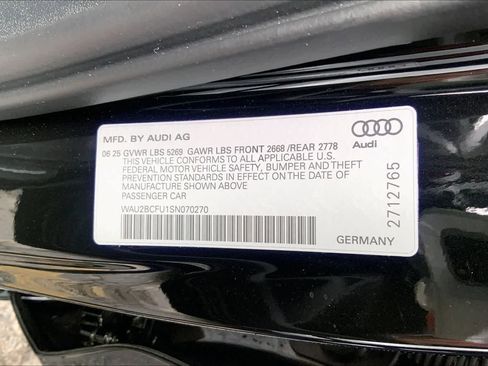 MFD. BY AUDI AG
06 25 GVWR LBS 5269 GAWR LBS FRONT 2668 /REAR 2778
THIS VEHICLE CONFORMS TO ALL APPLICABLE U.S.
FEDERAL MOTOR VEHICLE SAFETY, BUMPER AND THEFT
PREVENTION STANDARDS IN EFFECT ON THE DATE OF
MANUFACTURE SHOWN ABOVE
PASSENGER CAR
WAU2BCFU1SN070270
GERMANY
Audi
2712765